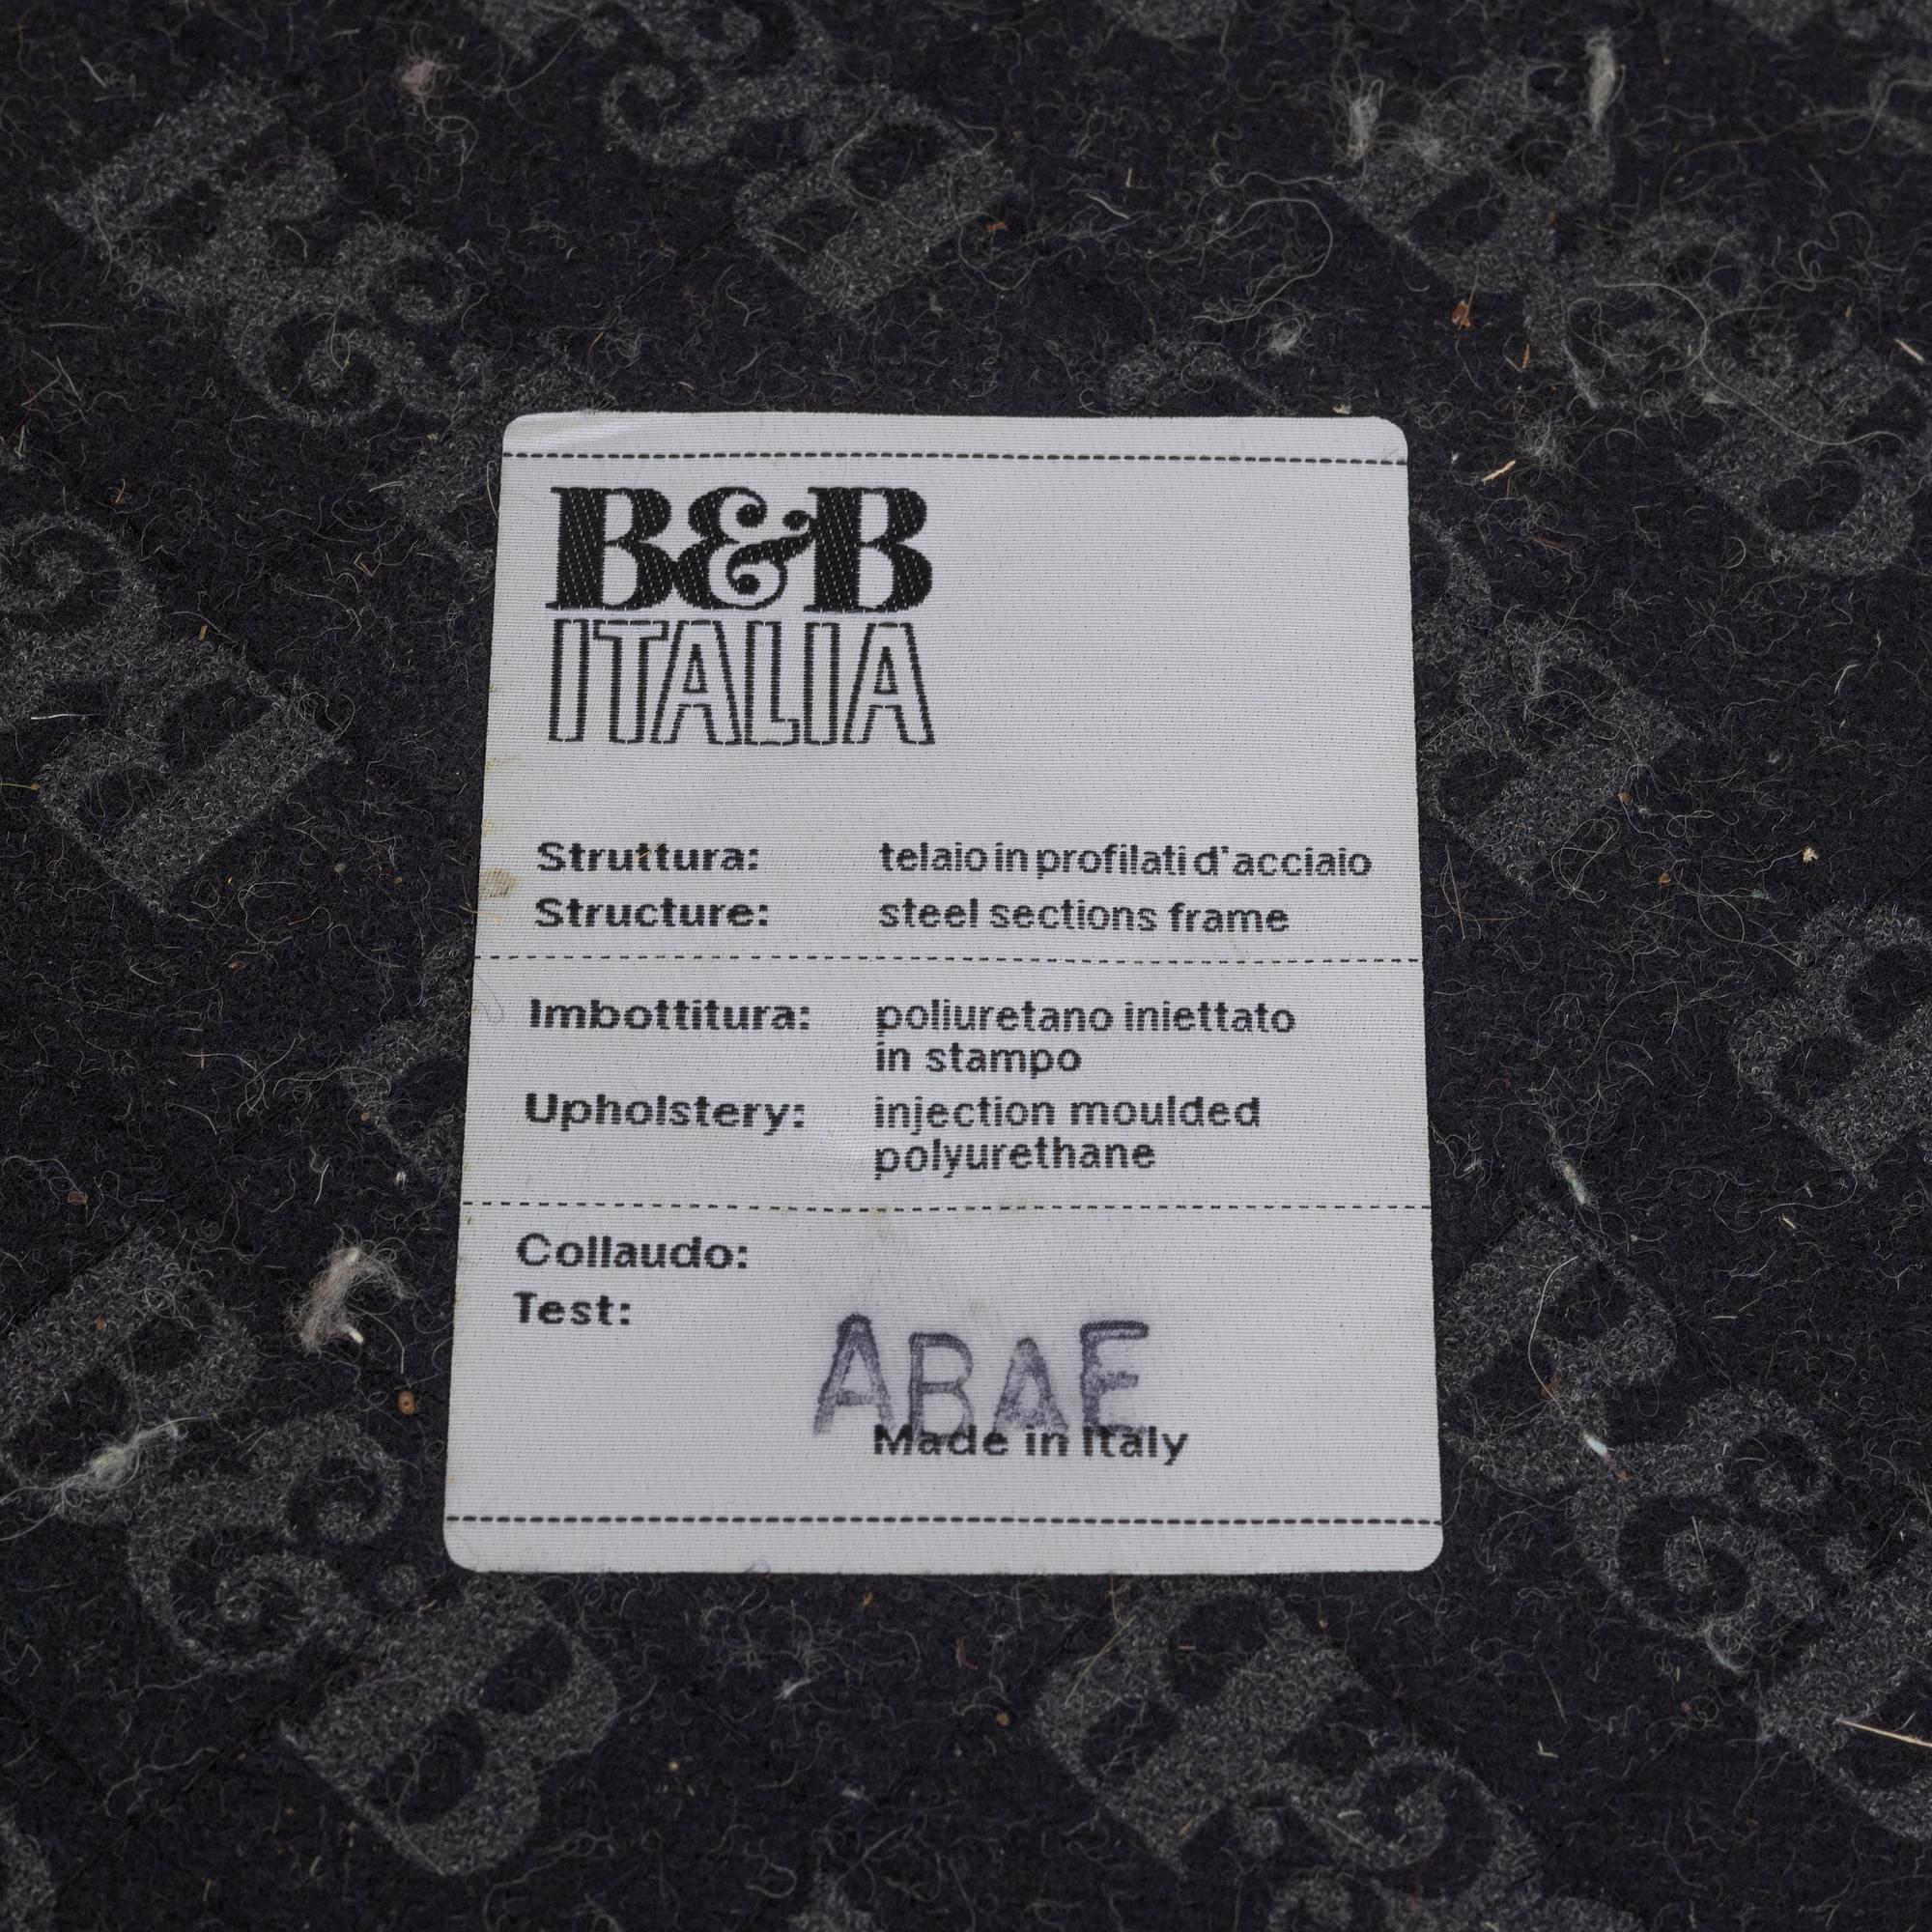 B&B
ITALIA
Struttura: telaio in profilati d'acciaio
Structure: steel sections frame
Imbottitura: poliuretano iniettato
in stampo
Upholstery: injection moulded
polyurethane
Collaudo:
Test:
ABAE
Made in Italy